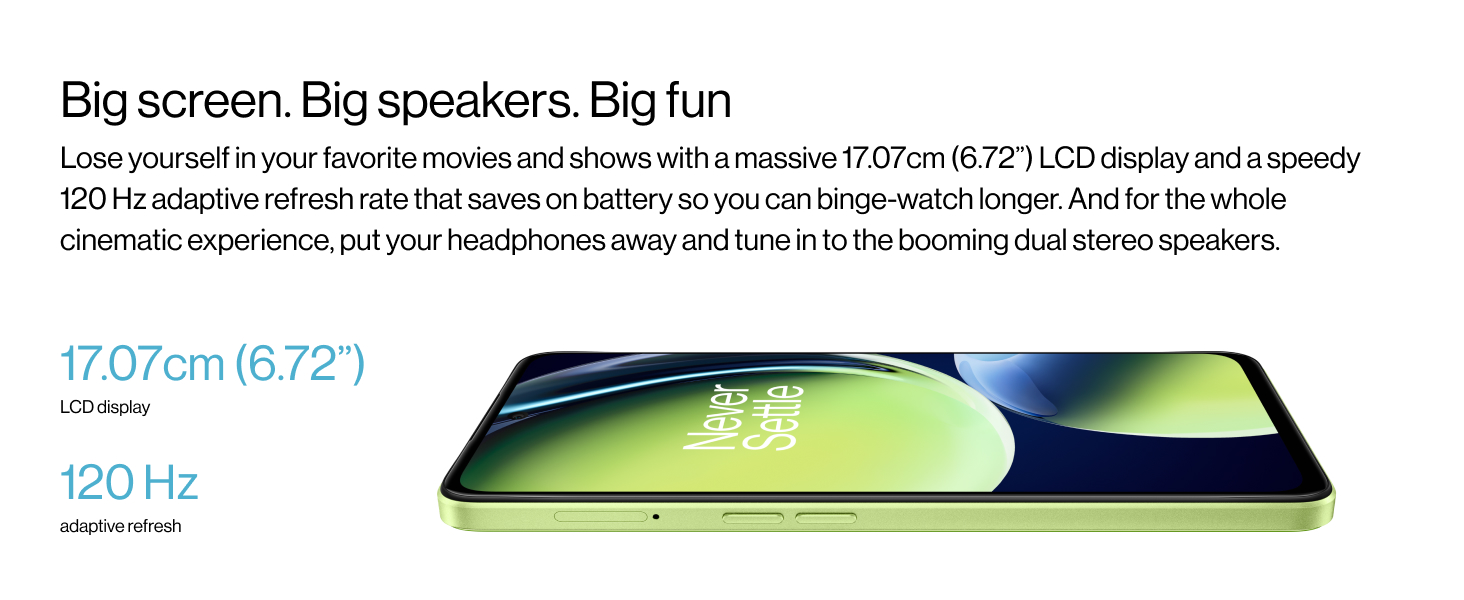 Big screen. Big speakers. Big fun
Lose yourself in your favorite movies and shows with a massive 17.07cm (6.72”) LCD display and a speedy
120 Hz adaptive refresh rate that saves on battery so you can binge-watch longer. And for the whole
cinematic experience, put your headphones away and tune in to the booming dual stereo speakers.
17.07cm (6.72”)
LCD display
120 Hz
adaptive refresh
Never
Settle